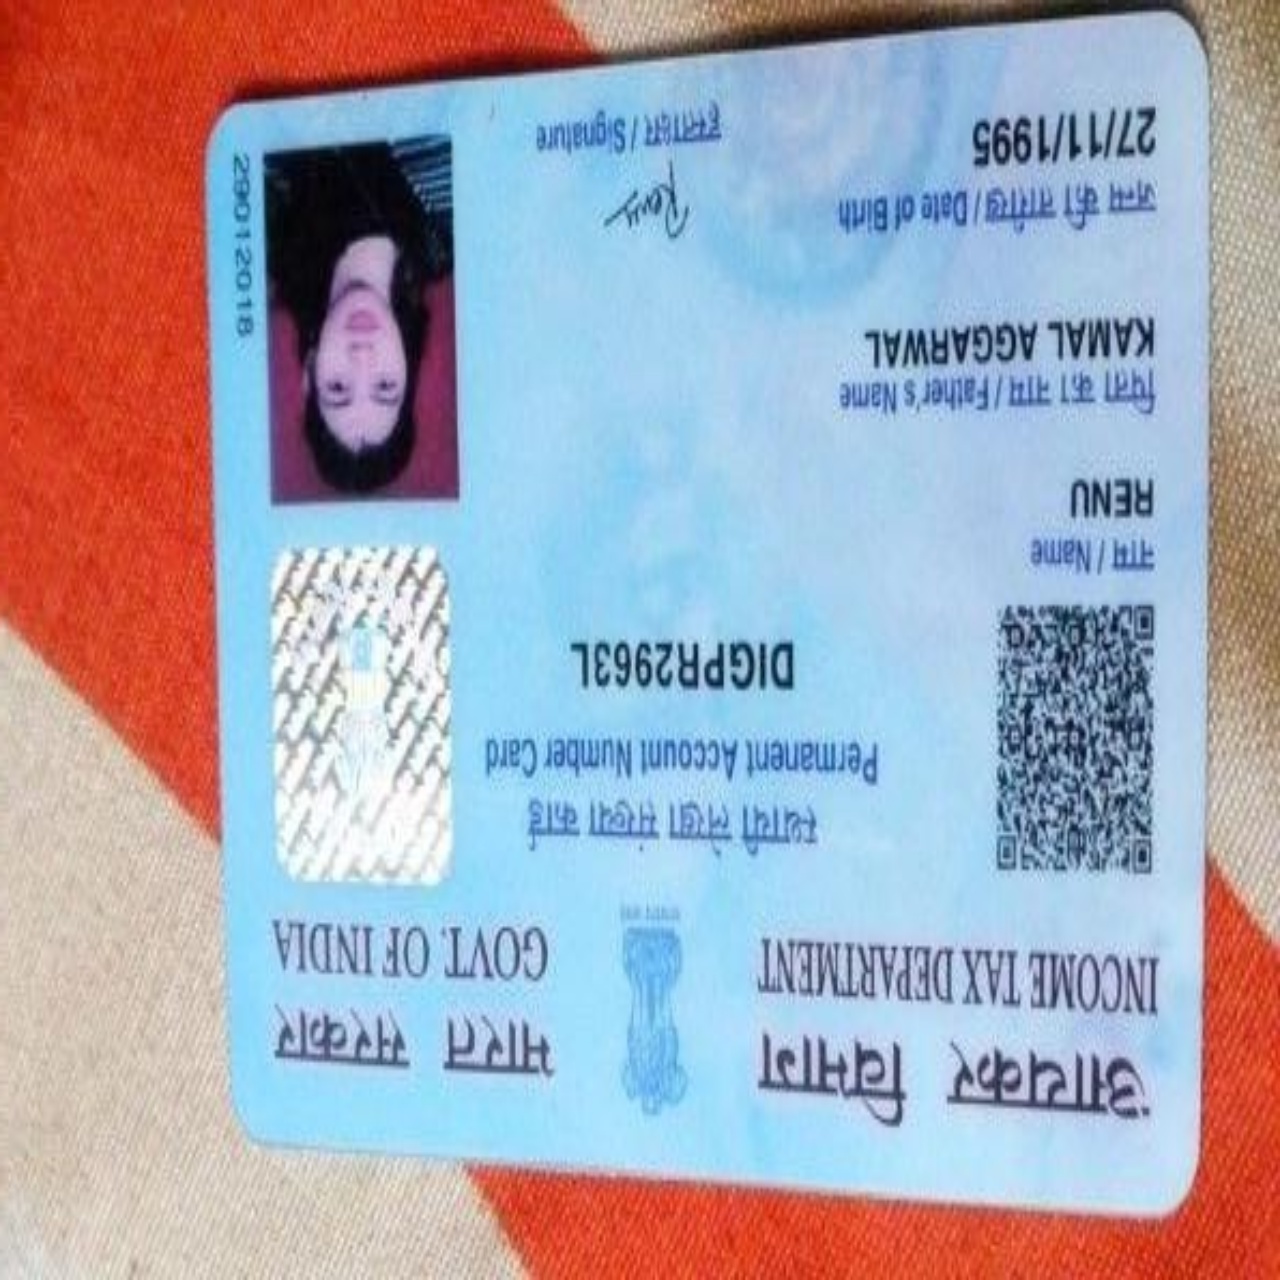 आयकर विभाग
INCOME TAX DEPARTMENT
भारत सरकार
GOVT. OF INDIA
स्थायी लेखा संख्या कार्ड
Permanent Account Number Card
DIGPR2963L
नाम / Name
RENU
पिता का नाम / Father's Name
KAMAL AGGARWAL
जन्म की तारीख / Date of Birth
27/11/1995
Renu
हस्ताक्षर / Signature
29012018